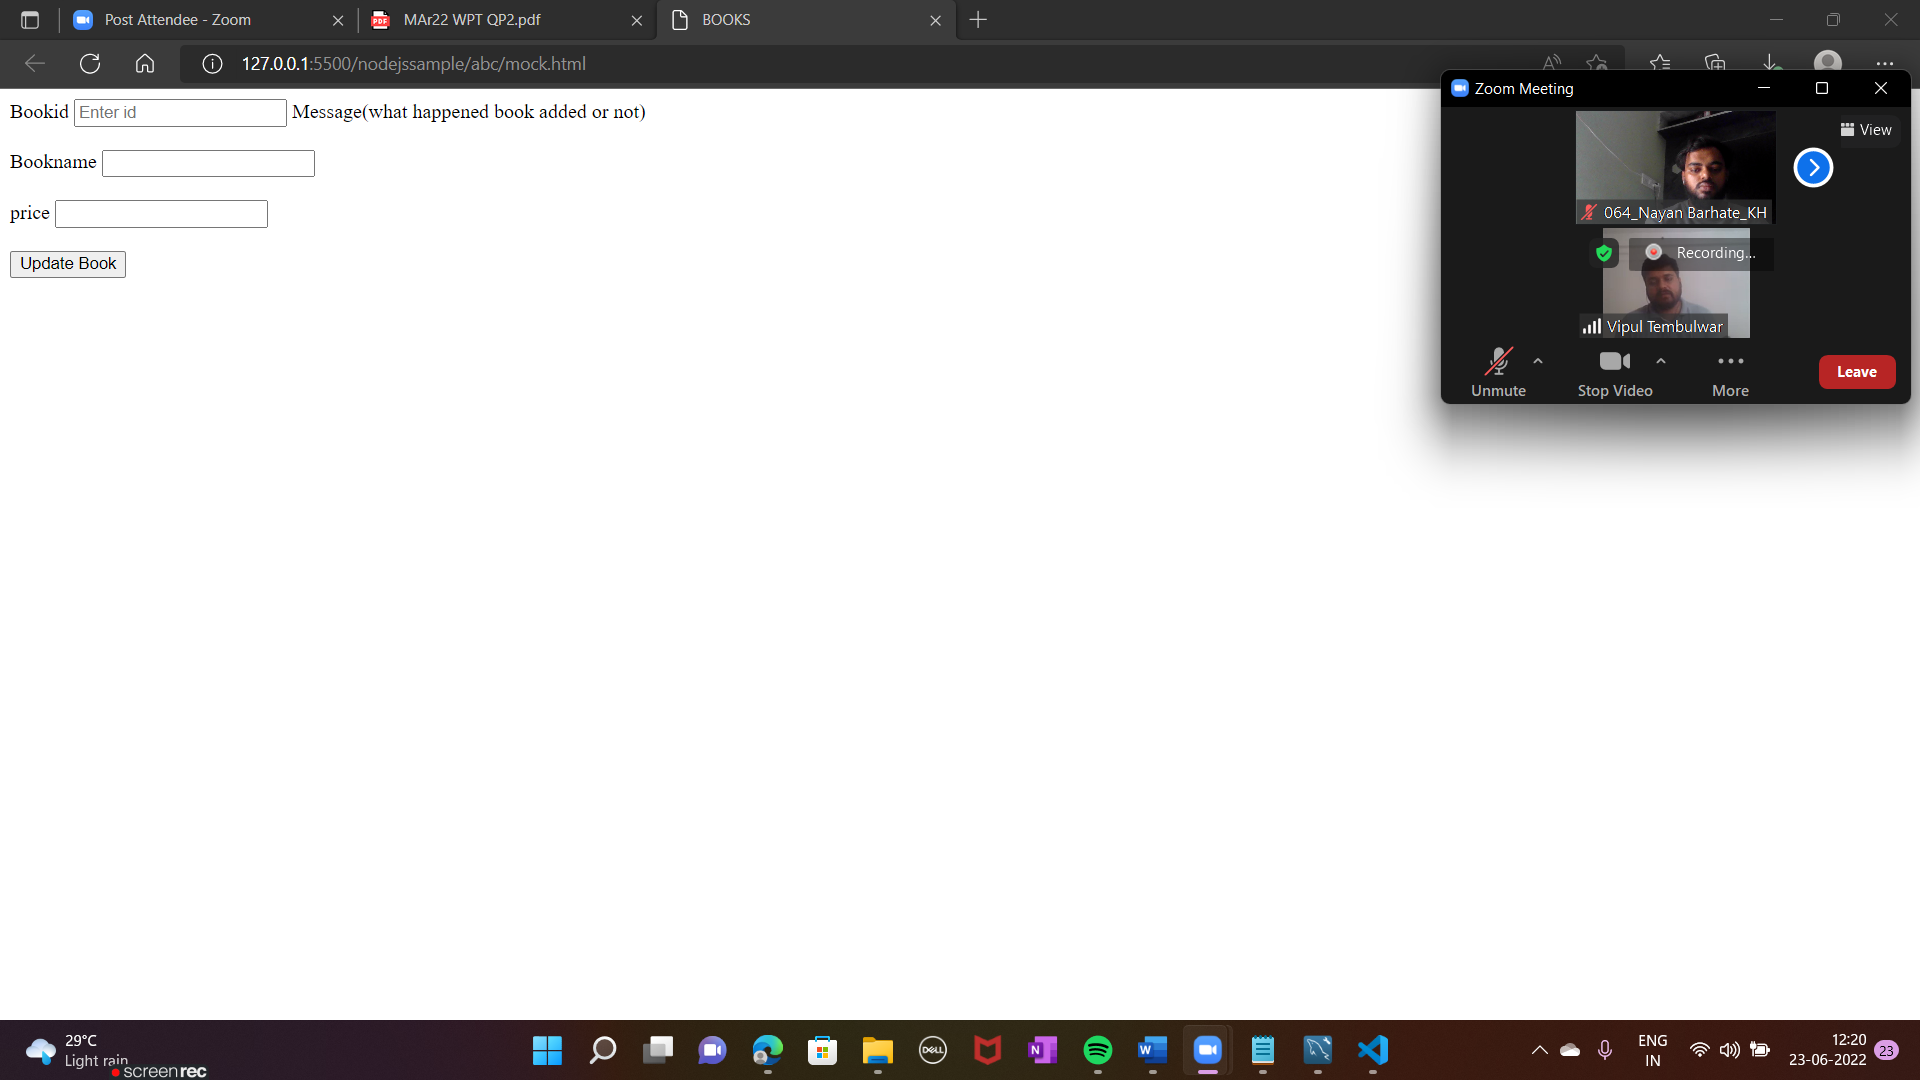 Post Attendee - Zoom
MAr22 WPT QP2.pdf
BOOKS
127.0.0.1:5500/nodejssample/abc/mock.html
Bookid Enter id Message(what happened book added or not)
Bookname
price
Update Book
Zoom Meeting
View
064_Nayan Barhate_KH
Recording...
Vipul Tembulwar
Unmute
Stop Video
More
Leave
29°C
Light rain
screenrec
PDF
DELL
N
W
ENG
IN
12:20
23-06-2022
23